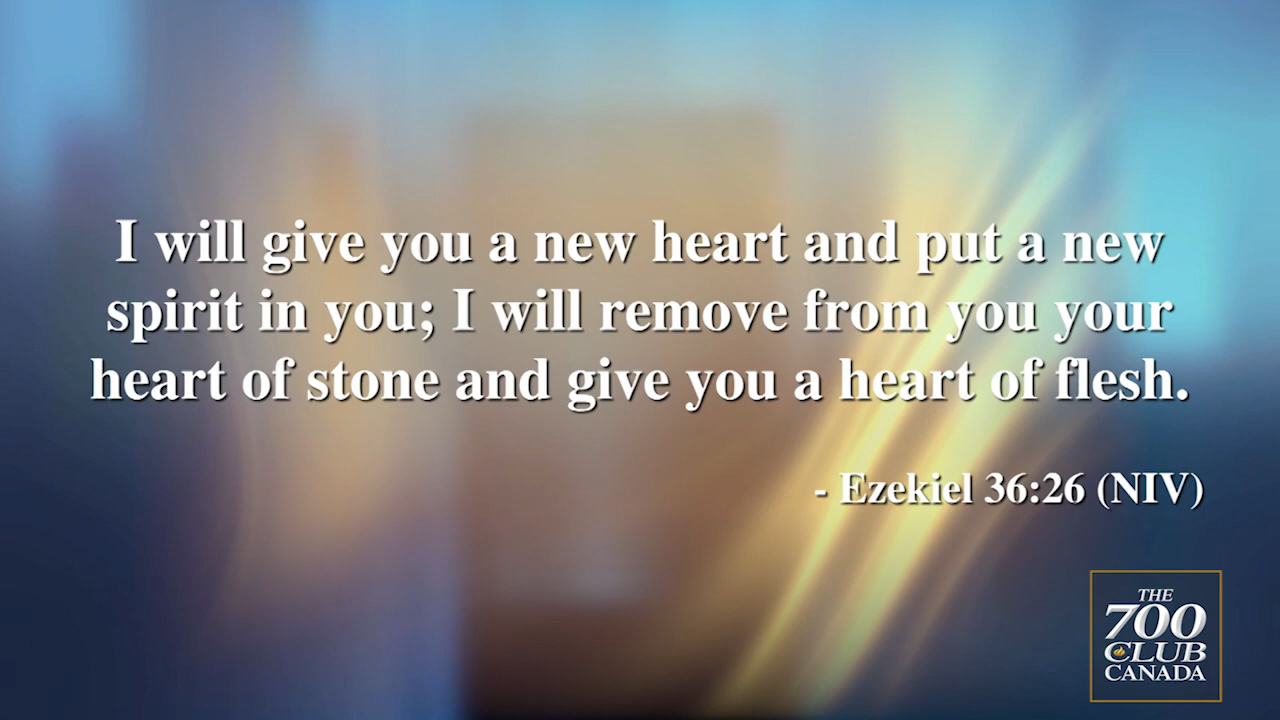 I will give you a new heart and put a new
spirit in you; I will remove from you your
heart of stone and give you a heart of flesh.
- Ezekiel 36:26 (NIV)
THE
700
CLUB
CANADA